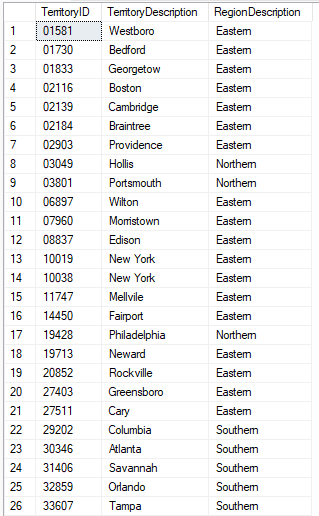 TerritoryID TerritoryDescription RegionDescription
1 01581 Westboro Eastern
2 01730 Bedford Eastern
3 01833 Georgetow Eastern
4 02116 Boston Eastern
5 02139 Cambridge Eastern
6 02184 Braintree Eastern
7 02903 Providence Eastern
8 03049 Hollis Northern
9 03801 Portsmouth Northern
10 06897 Wilton Eastern
11 07960 Morristown Eastern
12 08837 Edison Eastern
13 10019 New York Eastern
14 10038 New York Eastern
15 11747 Mellvile Eastern
16 14450 Fairport Eastern
17 19428 Philadelphia Northern
18 19713 Neward Eastern
19 20852 Rockville Eastern
20 27403 Greensboro Eastern
21 27511 Cary Eastern
22 29202 Columbia Southern
23 30346 Atlanta Southern
24 31406 Savannah Southern
25 32859 Orlando Southern
26 33607 Tampa Southern